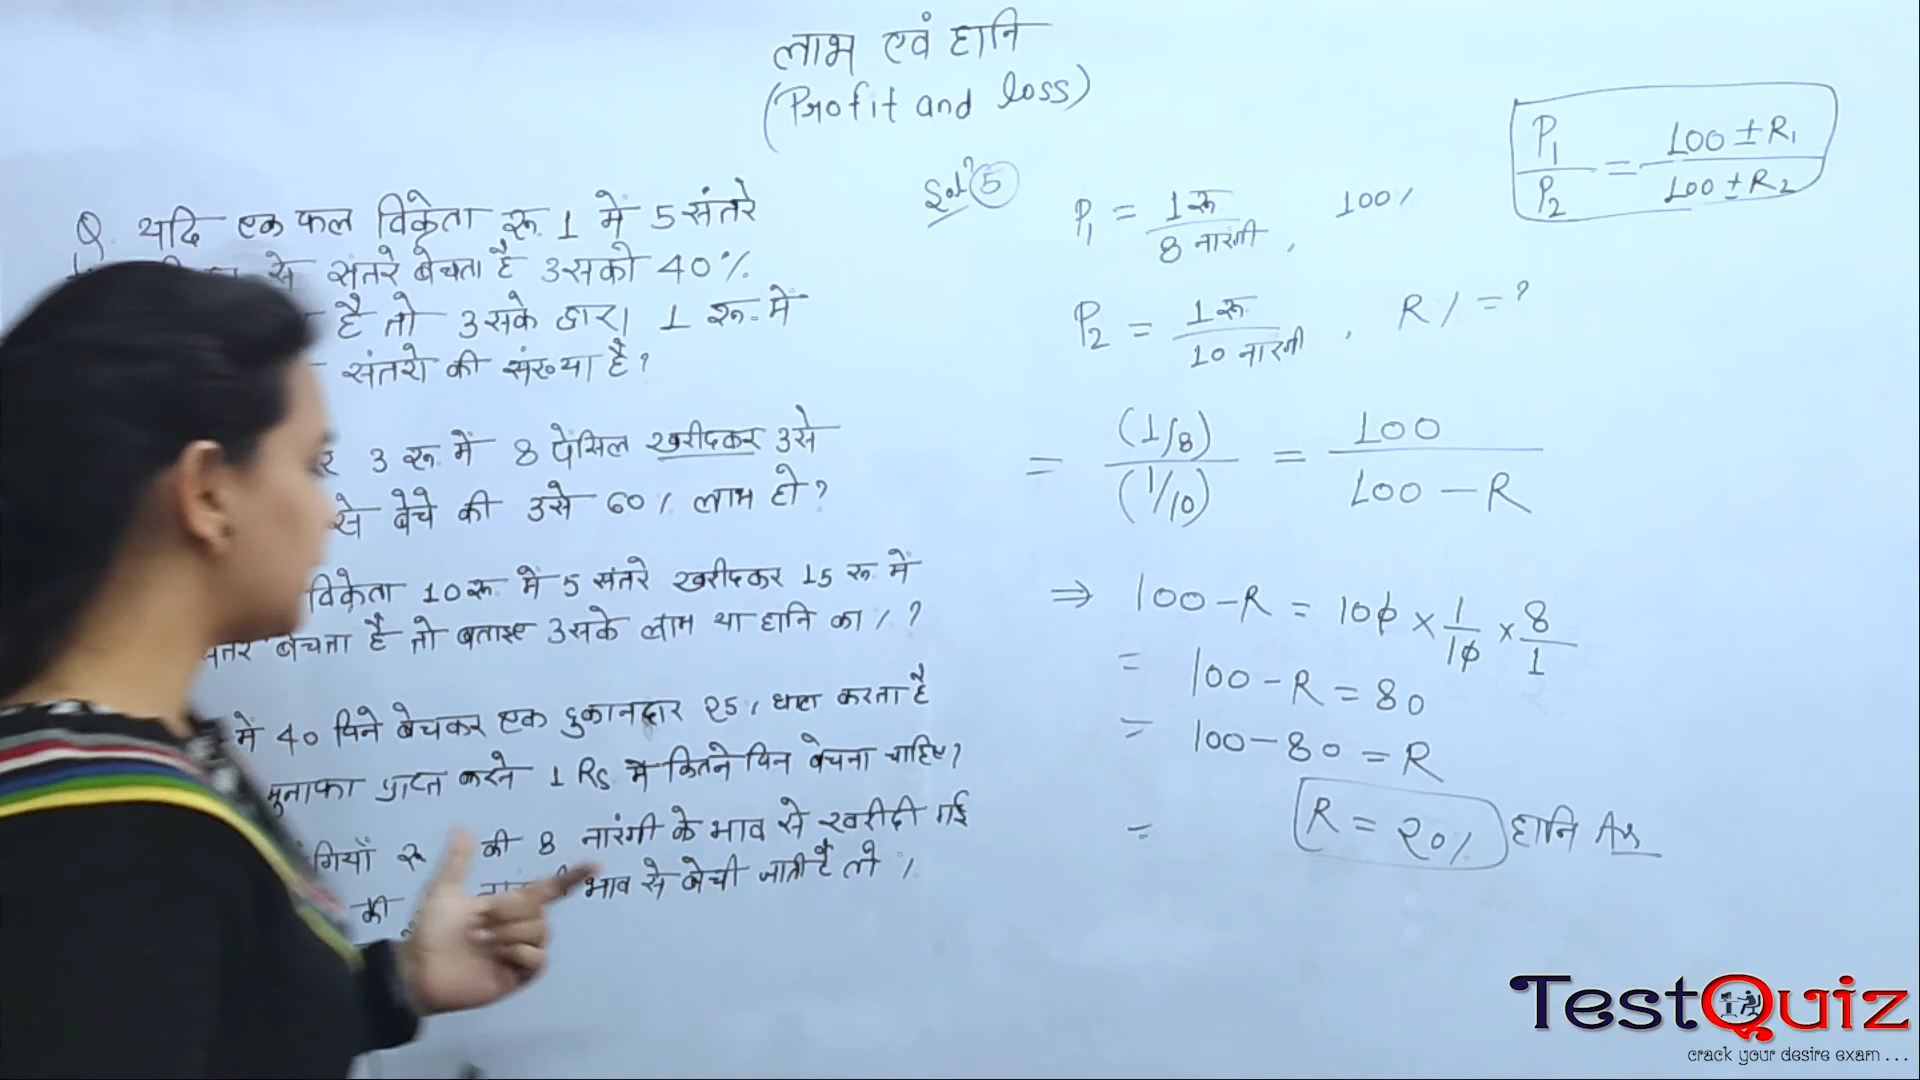 लाभ एवं हानि
(Profit and loss)
Q. यदि एक फल विक्रेता रू. 1 में 5 संतरे
से संतरे बेचता है उसको 40%
है तो उसके द्वारा 1 रू. में
संतरो की संख्या है?
3 रू. में 8 पेंसिल खरीदकर उसे
से बेचे की उसे 60% लाभ हो?
विक्रेता 10 रू. में 5 संतरे खरीदकर 15 रू. में
बेचता है तो बताइए उसके लाभ या हानि का % ?
में 40 पिने बेचकर एक दुकानदार 25% घाटा करता है
मुनाफा प्राप्त करने 1 Rs में कितने पिन बेचना चाहिए?
रू की 8 नारंगी के भाव से खरीदी गई
की भाव से बेची जाती है तो %
Sol? 5
P1 = 1रू / 8 नारंगी , 100%
P1 / P2 = 100 ± R1 / 100 ± R2
P2 = 1रू / 10 नारंगी , R% = ?
= (1/8) / (1/10) = 100 / 100 - R
⇒ 100 - R = 100 × 1/10 × 8/1
= 100 - R = 80
= 100 - 80 = R
= R = 20% हानि Ans
TestQuiz
crack your desire exam . . .